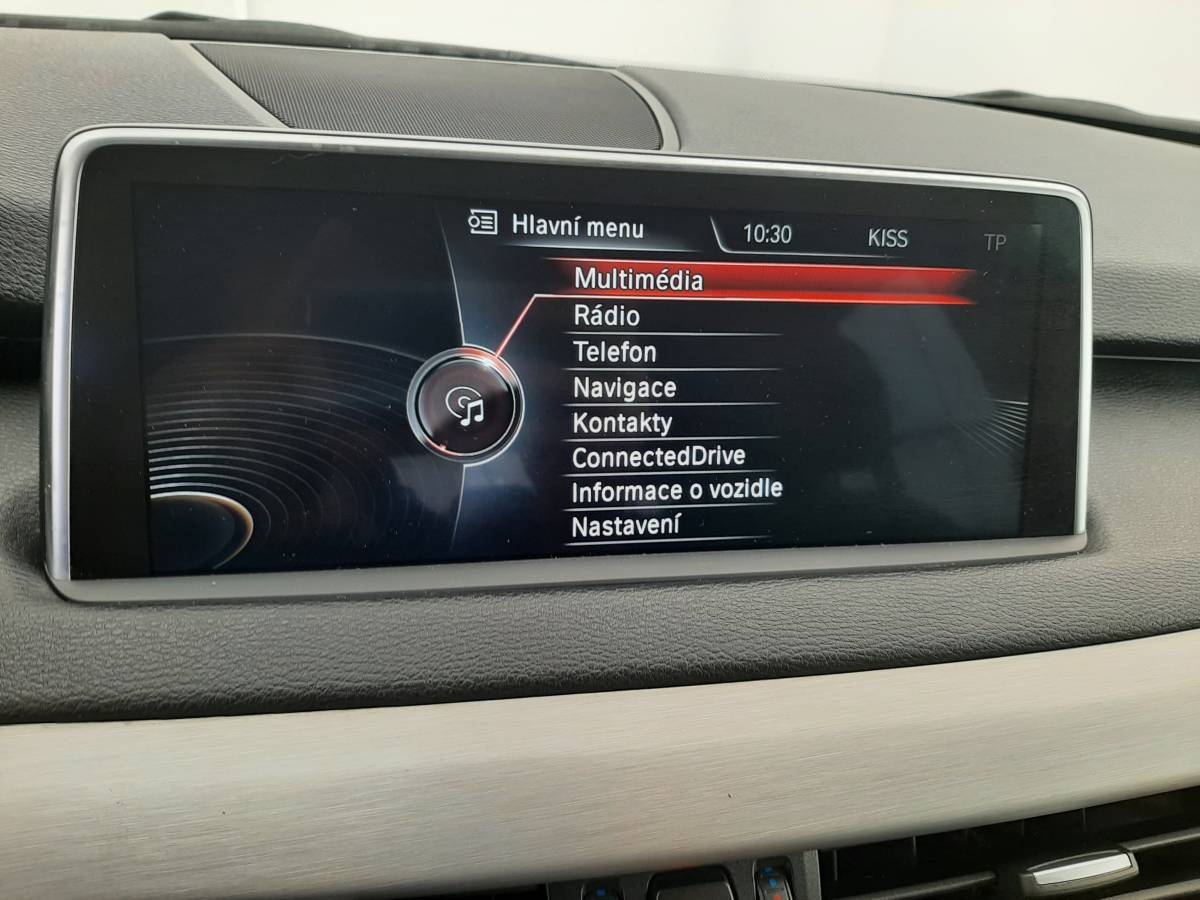 Hlavní menu 10:30 KISS TP
Multimédia
Rádio
Telefon
Navigace
Kontakty
ConnectedDrive
Informace o vozidle
Nastavení